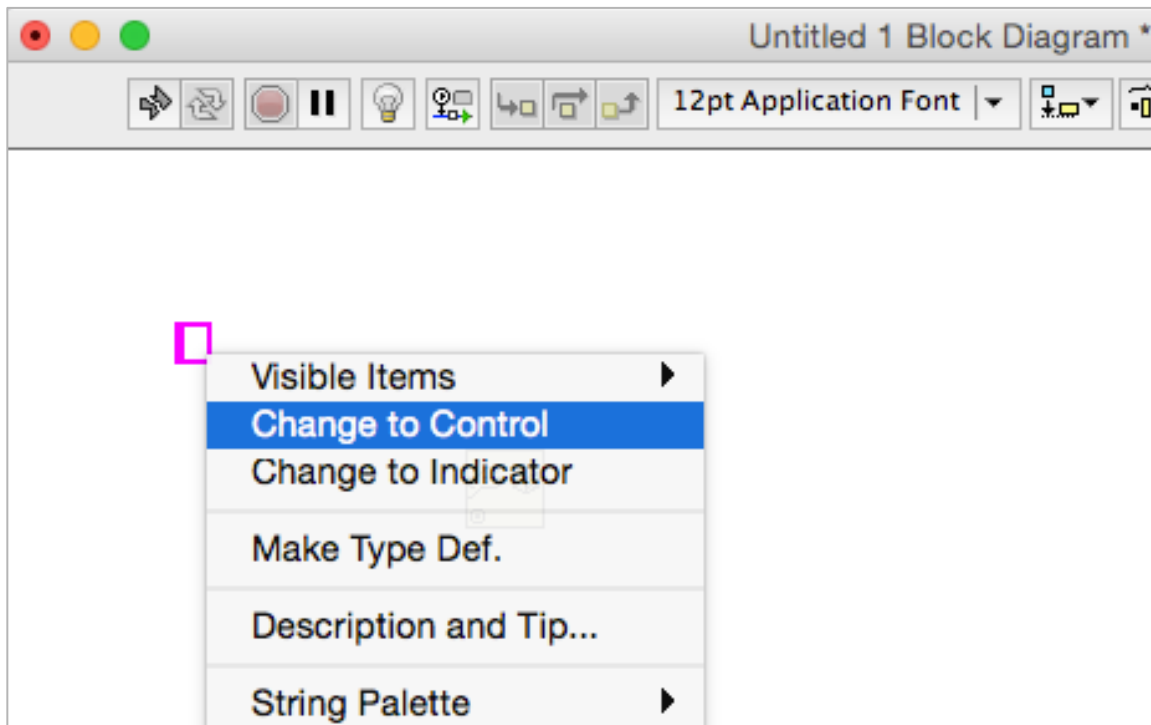 Untitled 1 Block Diagram *
12pt Application Font
Visible Items
Change to Control
Change to Indicator
Make Type Def.
Description and Tip...
String Palette